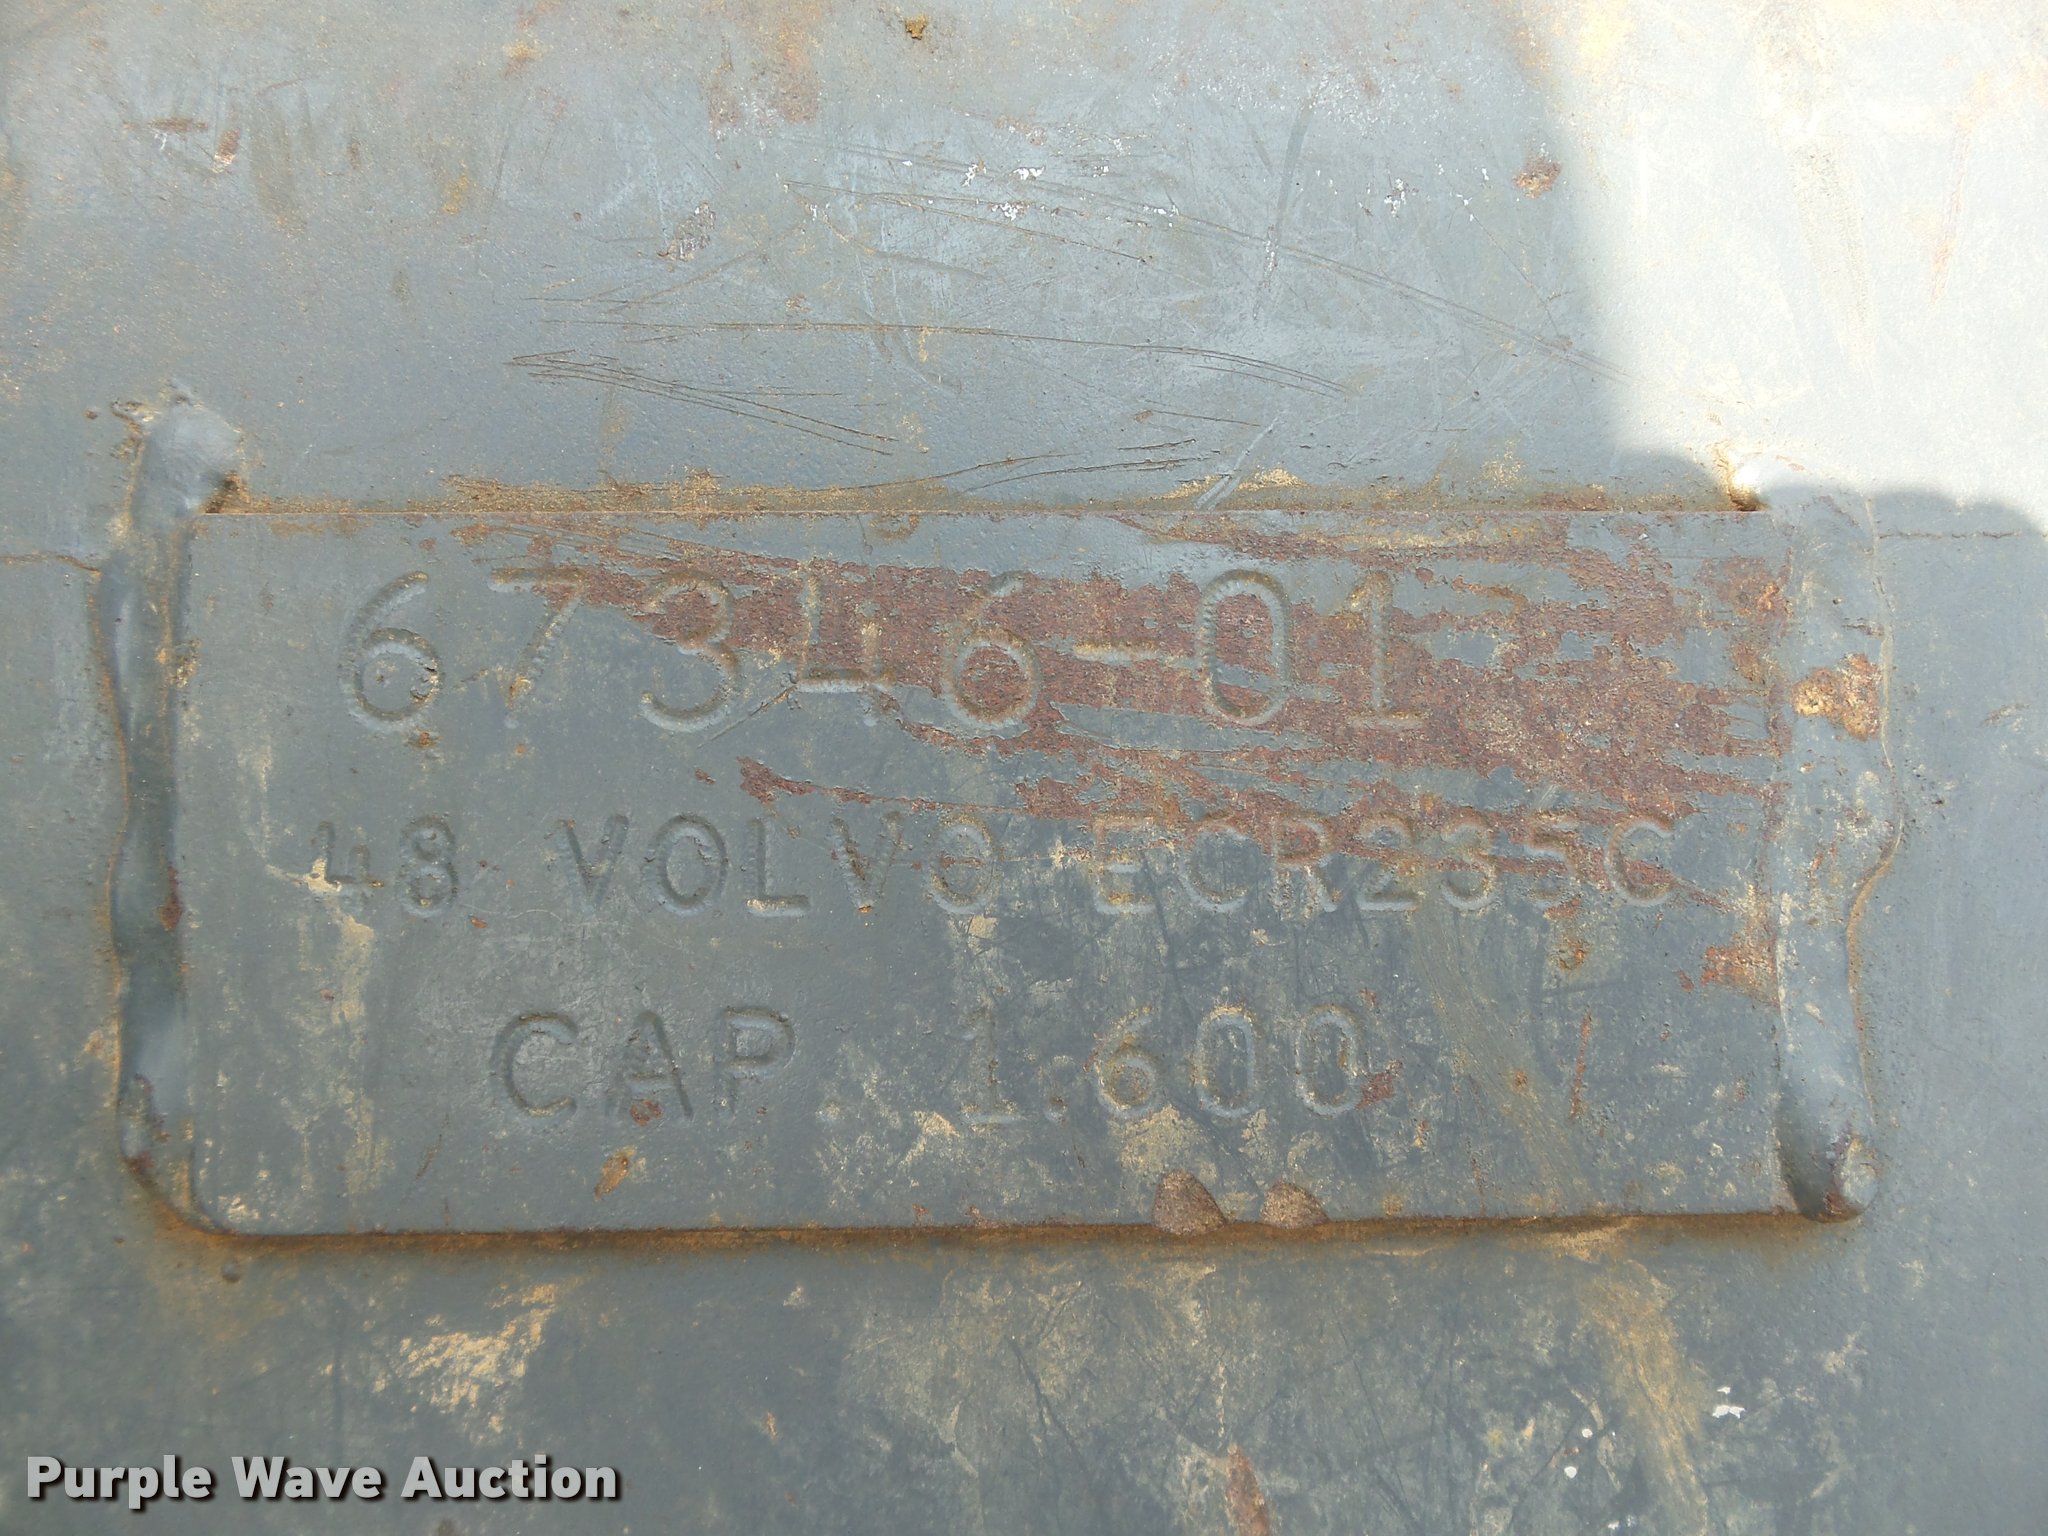 67346-01
48 VOLVO ECR235C
CAP 1.600
Purple Wave Auction